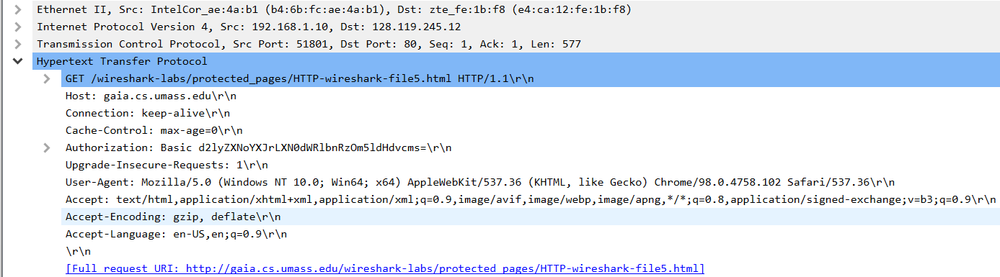 Ethernet II, Src: IntelCor_ae:4a:b1 (b4:6b:fc:ae:4a:b1), Dst: zte_fe:1b:f8 (e4:ca:12:fe:1b:f8)
Internet Protocol Version 4, Src: 192.168.1.10, Dst: 128.119.245.12
Transmission Control Protocol, Src Port: 51801, Dst Port: 80, Seq: 1, Ack: 1, Len: 577
Hypertext Transfer Protocol
GET /wireshark-labs/protected_pages/HTTP-wireshark-file5.html HTTP/1.1\r\n
Host: gaia.cs.umass.edu\r\n
Connection: keep-alive\r\n
Cache-Control: max-age=0\r\n
Authorization: Basic d2lyZXNoYXJrLXN0dWRlbnRzOm5ldHdvcms=\r\n
Upgrade-Insecure-Requests: 1\r\n
User-Agent: Mozilla/5.0 (Windows NT 10.0; Win64; x64) AppleWebKit/537.36 (KHTML, like Gecko) Chrome/98.0.4758.102 Safari/537.36\r\n
Accept: text/html,application/xhtml+xml,application/xml;q=0.9,image/avif,image/webp,image/apng,*/*;q=0.8,application/signed-exchange;v=b3;q=0.9\r\n
Accept-Encoding: gzip, deflate\r\n
Accept-Language: en-US,en;q=0.9\r\n
\r\n
[Full request URI: http://gaia.cs.umass.edu/wireshark-labs/protected_pages/HTTP-wireshark-file5.html]